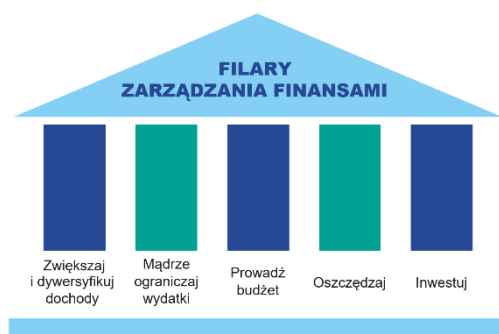 FILARY
ZARZĄDZANIA FINANSAMI
Zwiększaj
i dywersyfikuj
dochody
Mądrze
ograniczaj
wydatki
Prowadź
budżet
Oszczędzaj
Inwestuj